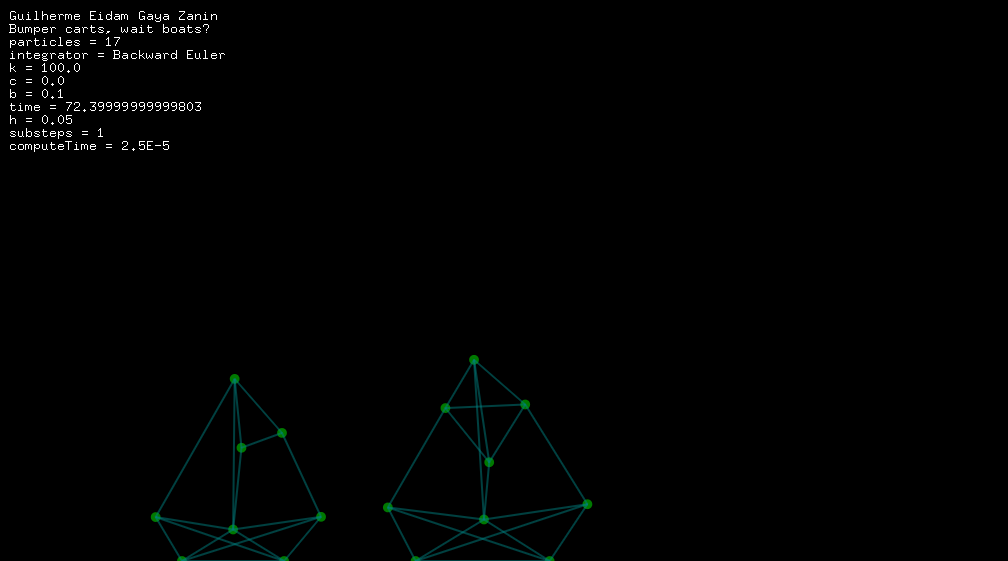 Guilherme Eidam Gaya Zanin
Bumper carts, wait boats?
particles = 17
integrator = Backward Euler
k = 100.0
c = 0.0
b = 0.1
time = 72.39999999999803
h = 0.05
substeps = 1
computeTime = 2.5E-5